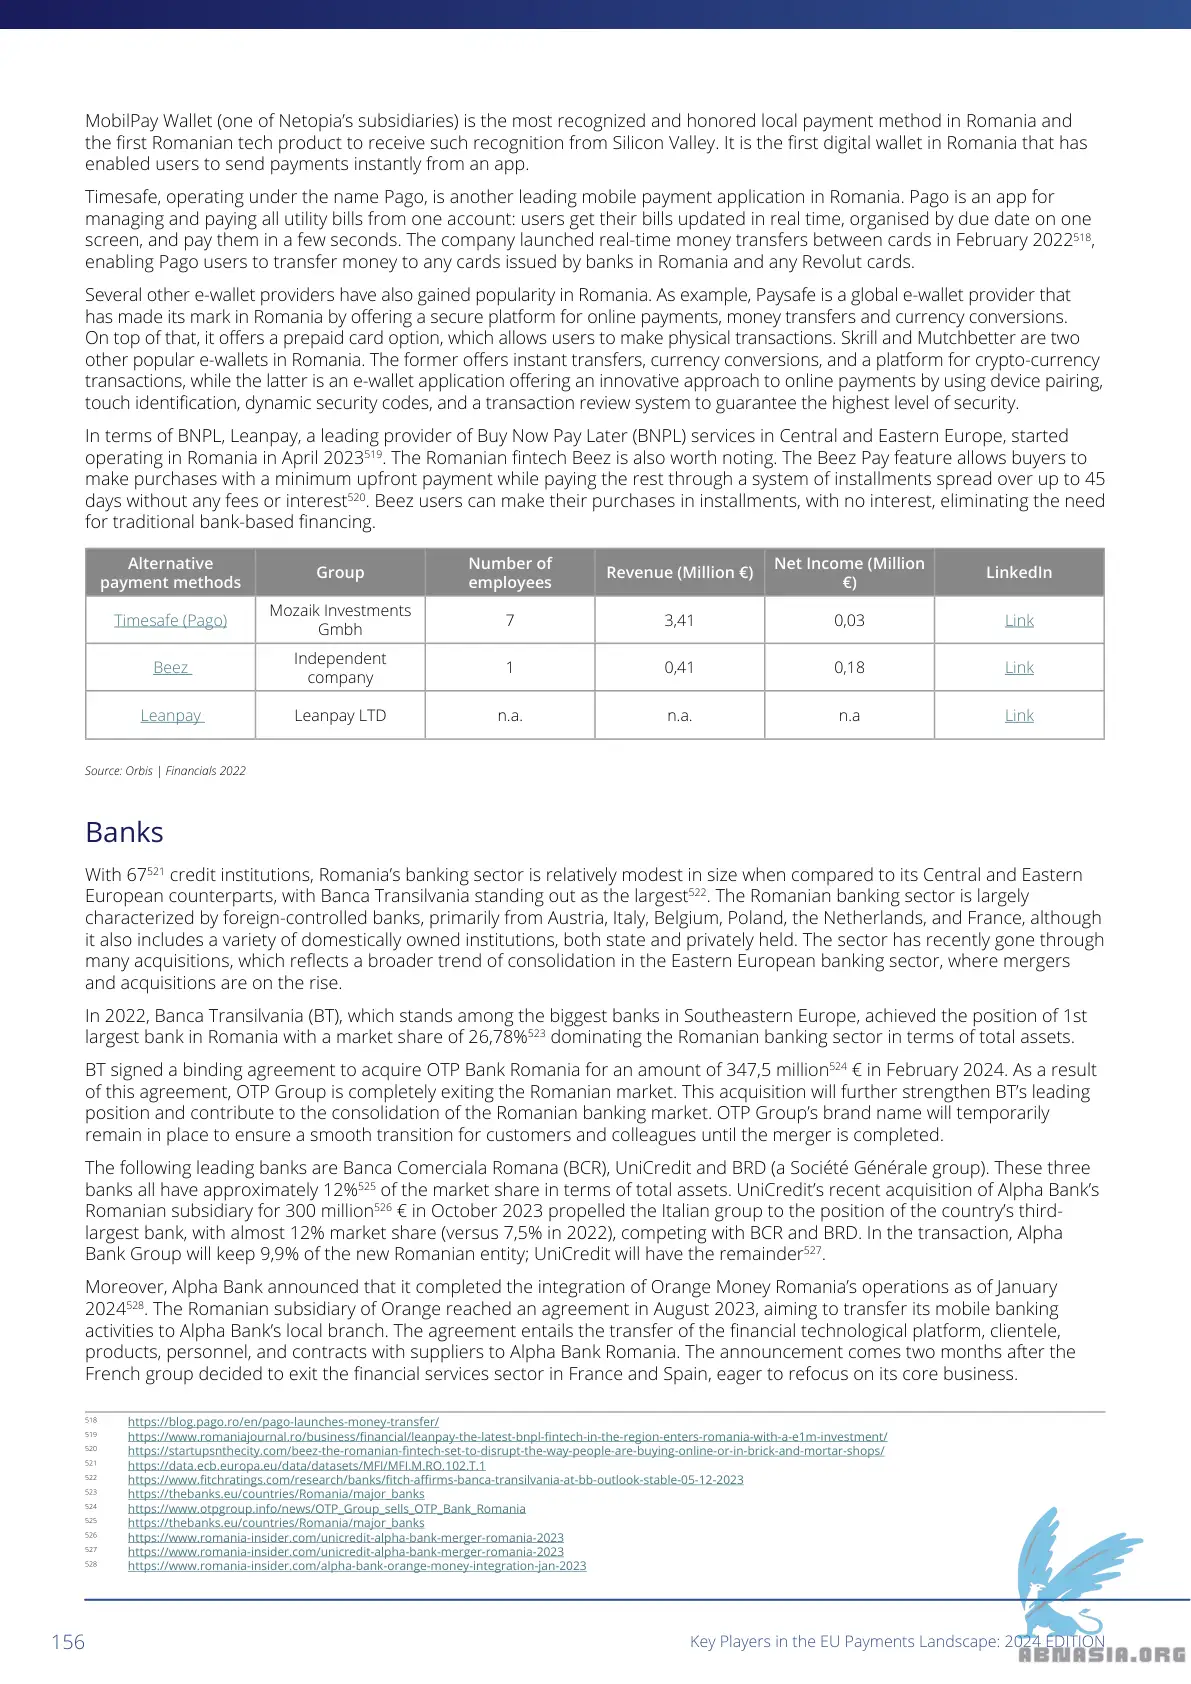 MobilPay Wallet (one of Netopia’s subsidiaries) is the most recognized and honored local payment method in Romania and
the first Romanian tech product to receive such recognition from Silicon Valley. It is the first digital wallet in Romania that has
enabled users to send payments instantly from an app.
Timesafe, operating under the name Pago, is another leading mobile payment application in Romania. Pago is an app for
managing and paying all utility bills from one account: users get their bills updated in real time, organised by due date on one
screen, and pay them in a few seconds. The company launched real-time money transfers between cards in February 2022518,
enabling Pago users to transfer money to any cards issued by banks in Romania and any Revolut cards.
Several other e-wallet providers have also gained popularity in Romania. As example, Paysafe is a global e-wallet provider that
has made its mark in Romania by offering a secure platform for online payments, money transfers and currency conversions.
On top of that, it offers a prepaid card option, which allows users to make physical transactions. Skrill and Mutchbetter are two
other popular e-wallets in Romania. The former offers instant transfers, currency conversions, and a platform for crypto-currency
transactions, while the latter is an e-wallet application offering an innovative approach to online payments by using device pairing,
touch identification, dynamic security codes, and a transaction review system to guarantee the highest level of security.
In terms of BNPL, Leanpay, a leading provider of Buy Now Pay Later (BNPL) services in Central and Eastern Europe, started
operating in Romania in April 2023519. The Romanian fintech Beez is also worth noting. The Beez Pay feature allows buyers to
make purchases with a minimum upfront payment while paying the rest through a system of installments spread over up to 45
days without any fees or interest520. Beez users can make their purchases in installments, with no interest, eliminating the need
for traditional bank-based financing.
Alternative payment methods Group Number of employees Revenue (Million €) Net Income (Million €) LinkedIn
Timesafe (Pago) Mozaik Investments Gmbh 7 3,41 0,03 Link
Beez Independent company 1 0,41 0,18 Link
Leanpay Leanpay LTD n.a. n.a. n.a Link
Source: Orbis | Financials 2022
Banks
With 67521 credit institutions, Romania’s banking sector is relatively modest in size when compared to its Central and Eastern
European counterparts, with Banca Transilvania standing out as the largest522. The Romanian banking sector is largely
characterized by foreign-controlled banks, primarily from Austria, Italy, Belgium, Poland, the Netherlands, and France, although
it also includes a variety of domestically owned institutions, both state and privately held. The sector has recently gone through
many acquisitions, which reflects a broader trend of consolidation in the Eastern European banking sector, where mergers
and acquisitions are on the rise.
In 2022, Banca Transilvania (BT), which stands among the biggest banks in Southeastern Europe, achieved the position of 1st
largest bank in Romania with a market share of 26,78%523 dominating the Romanian banking sector in terms of total assets.
BT signed a binding agreement to acquire OTP Bank Romania for an amount of 347,5 million524 € in February 2024. As a result
of this agreement, OTP Group is completely exiting the Romanian market. This acquisition will further strengthen BT’s leading
position and contribute to the consolidation of the Romanian banking market. OTP Group’s brand name will temporarily
remain in place to ensure a smooth transition for customers and colleagues until the merger is completed.
The following leading banks are Banca Comerciala Romana (BCR), UniCredit and BRD (a Société Générale group). These three
banks all have approximately 12%525 of the market share in terms of total assets. UniCredit’s recent acquisition of Alpha Bank’s
Romanian subsidiary for 300 million526 € in October 2023 propelled the Italian group to the position of the country’s third-
largest bank, with almost 12% market share (versus 7,5% in 2022), competing with BCR and BRD. In the transaction, Alpha
Bank Group will keep 9,9% of the new Romanian entity; UniCredit will have the remainder527.
Moreover, Alpha Bank announced that it completed the integration of Orange Money Romania’s operations as of January
2024528. The Romanian subsidiary of Orange reached an agreement in August 2023, aiming to transfer its mobile banking
activities to Alpha Bank’s local branch. The agreement entails the transfer of the financial technological platform, clientele,
products, personnel, and contracts with suppliers to Alpha Bank Romania. The announcement comes two months after the
French group decided to exit the financial services sector in France and Spain, eager to refocus on its core business.
518 https://blog.pago.ro/en/pago-launches-money-transfer/
519 https://www.romaniajournal.ro/business/financial/leanpay-the-latest-bnpl-fintech-in-the-region-enters-romania-with-a-e1m-investment/
520 https://startupsnthecity.com/beez-the-romanian-fintech-set-to-disrupt-the-way-people-are-buying-online-or-in-brick-and-mortar-shops/
521 https://data.ecb.europa.eu/data/datasets/MFI/MFI.M.RO.102.T.1
522 https://www.fitchratings.com/research/banks/fitch-affirms-banca-transilvania-at-bb-outlook-stable-05-12-2023
523 https://thebanks.eu/countries/Romania/major_banks
524 https://www.otpgroup.info/news/OTP_Group_sells_OTP_Bank_Romania
525 https://thebanks.eu/countries/Romania/major_banks
526 https://www.romania-insider.com/unicredit-alpha-bank-merger-romania-2023
527 https://www.romania-insider.com/unicredit-alpha-bank-merger-romania-2023
528 https://www.romania-insider.com/alpha-bank-orange-money-integration-jan-2023
156 Key Players in the EU Payments Landscape: 2024 EDITION
ABNASIA.ORG